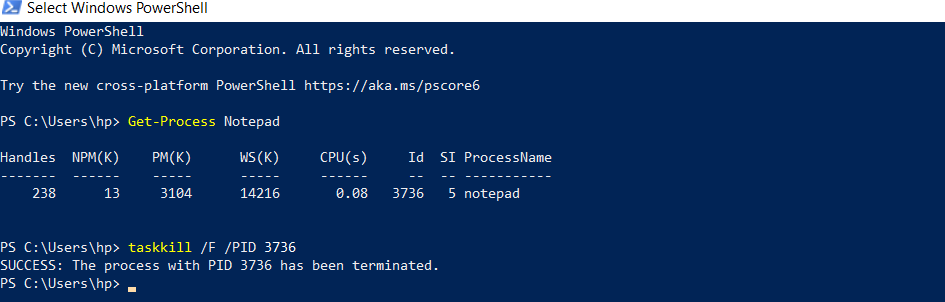 Select Windows PowerShell
Windows PowerShell
Copyright (C) Microsoft Corporation. All rights reserved.
Try the new cross-platform PowerShell https://aka.ms/pscore6
PS C:\Users\hp> Get-Process Notepad
Handles  NPM(K)    PM(K)      WS(K)     CPU(s)     Id  SI ProcessName
-------  ------    -----      -----     ------     --  -- -----------
    238      13     3104      14216       0.08   3736   5 notepad
PS C:\Users\hp> taskkill /F /PID 3736
SUCCESS: The process with PID 3736 has been terminated.
PS C:\Users\hp>